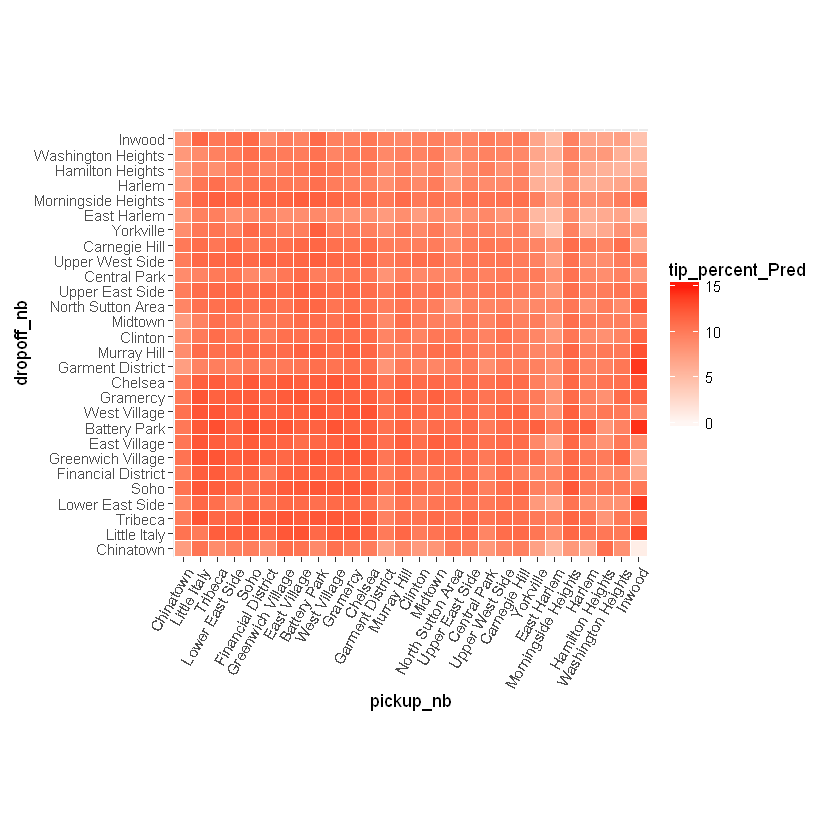 dropoff_nb
Inwood
Washington Heights
Hamilton Heights
Harlem
Morningside Heights
East Harlem
Yorkville
Carnegie Hill
Upper West Side
Central Park
Upper East Side
North Sutton Area
Midtown
Clinton
Murray Hill
Garment District
Chelsea
Gramercy
West Village
Battery Park
East Village
Greenwich Village
Financial District
Soho
Lower East Side
Tribeca
Little Italy
Chinatown
Chinatown
Little Italy
Tribeca
Lower East Side
Soho
Financial District
Greenwich Village
East Village
Battery Park
West Village
Gramercy
Chelsea
Garment District
Murray Hill
Clinton
Midtown
North Sutton Area
Upper East Side
Central Park
Upper West Side
Carnegie Hill
Yorkville
East Harlem
Morningside Heights
Harlem
Hamilton Heights
Washington Heights
Inwood
pickup_nb
tip_percent_Pred
15
10
5
0